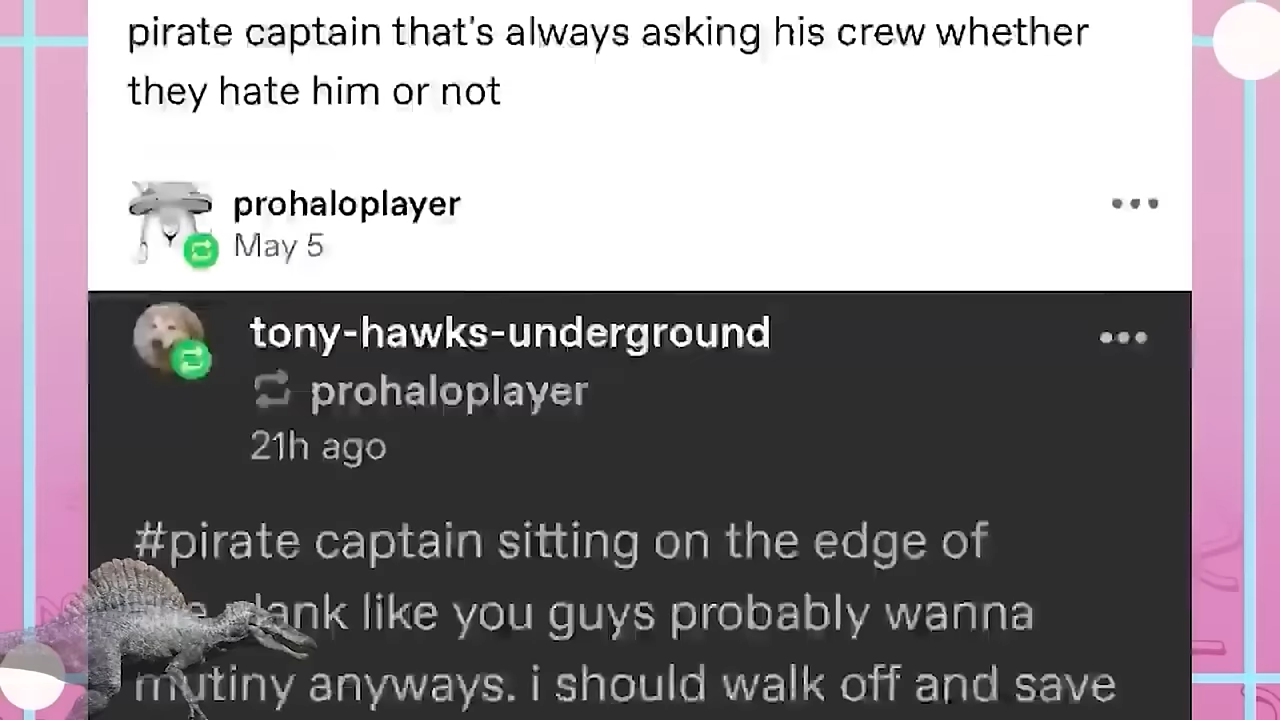 pirate captain that's always asking his crew whether
they hate him or not
prohaloplayer
May 5
tony-hawks-underground
prohaloplayer
21h ago
#pirate captain sitting on the edge of
plank like you guys probably wanna
mutiny anyways. i should walk off and save